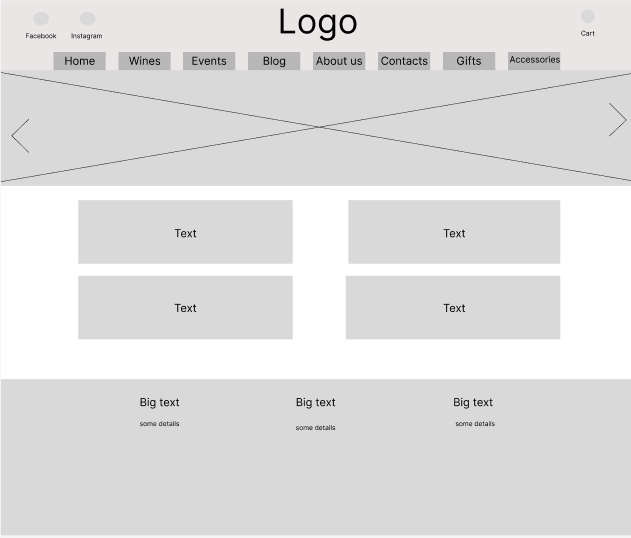 Logo
Facebook
Instagram
Cart
Home
Wines
Events
Blog
About us
Contacts
Gifts
Accessories
Text
Text
Text
Text
Big text
Big text
Big text
some details
some details
some details